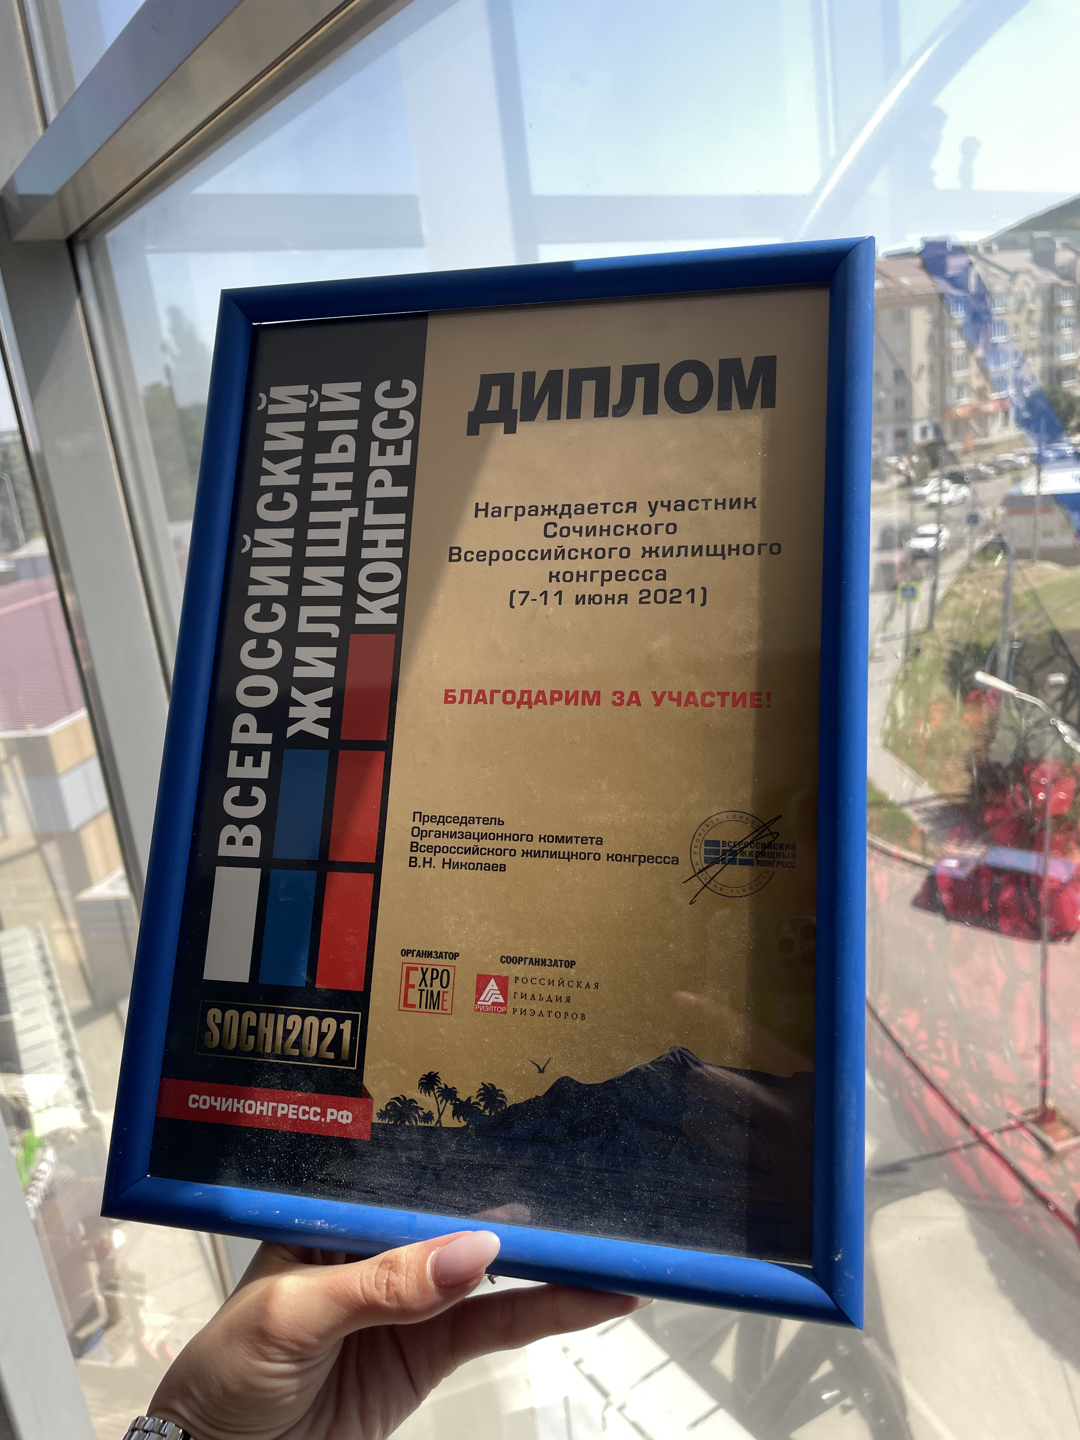 ВСЕРОССИЙСКИЙ
ЖИЛИЩНЫЙ
КОНГРЕСС
SOCHI2021
СОЧИКОНГРЕСС.РФ
ДИПЛОМ
Награждается участник
Сочинского
Всероссийского жилищного
конгресса
(7-11 июня 2021)
БЛАГОДАРИМ ЗА УЧАСТИЕ!
Председатель
Организационного комитета
Всероссийского жилищного конгресса
В.Н. Николаев
ВСЕРОССИЙСКИЙ
ЖИЛИЩНЫЙ
КОНГРЕСС
ОРГАНИЗАТОР
EXPO
TIME
СООРГАНИЗАТОР
РИЭЛТОР
РОССИЙСКАЯ
ГИЛЬДИЯ
РИЭЛТОРОВ